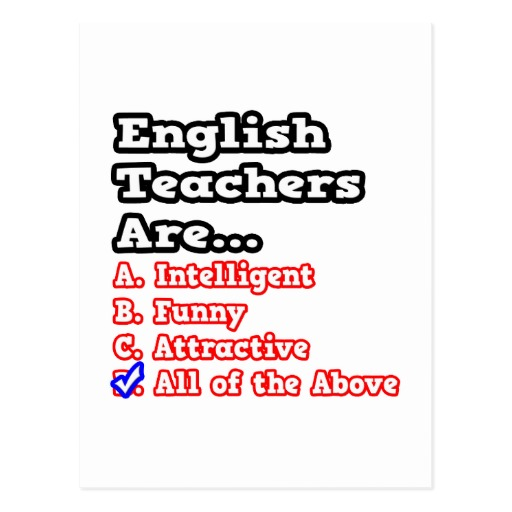 English
Teachers
Are...
A. Intelligent
B. Funny
C. Attractive
D. All of the Above